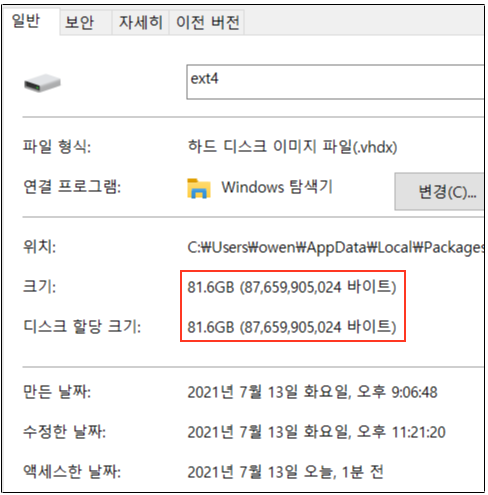 일반 보안 자세히 이전 버전
ext4
파일 형식: 하드 디스크 이미지 파일(.vhdx)
연결 프로그램: Windows 탐색기 변경(C)...
위치: C:₩Users₩owen₩AppData₩Local₩Packages
크기: 81.6GB (87,659,905,024 바이트)
디스크 할당 크기: 81.6GB (87,659,905,024 바이트)
만든 날짜: 2021년 7월 13일 화요일, 오후 9:06:48
수정한 날짜: 2021년 7월 13일 화요일, 오후 11:21:20
액세스한 날짜: 2021년 7월 13일 오늘, 1분 전